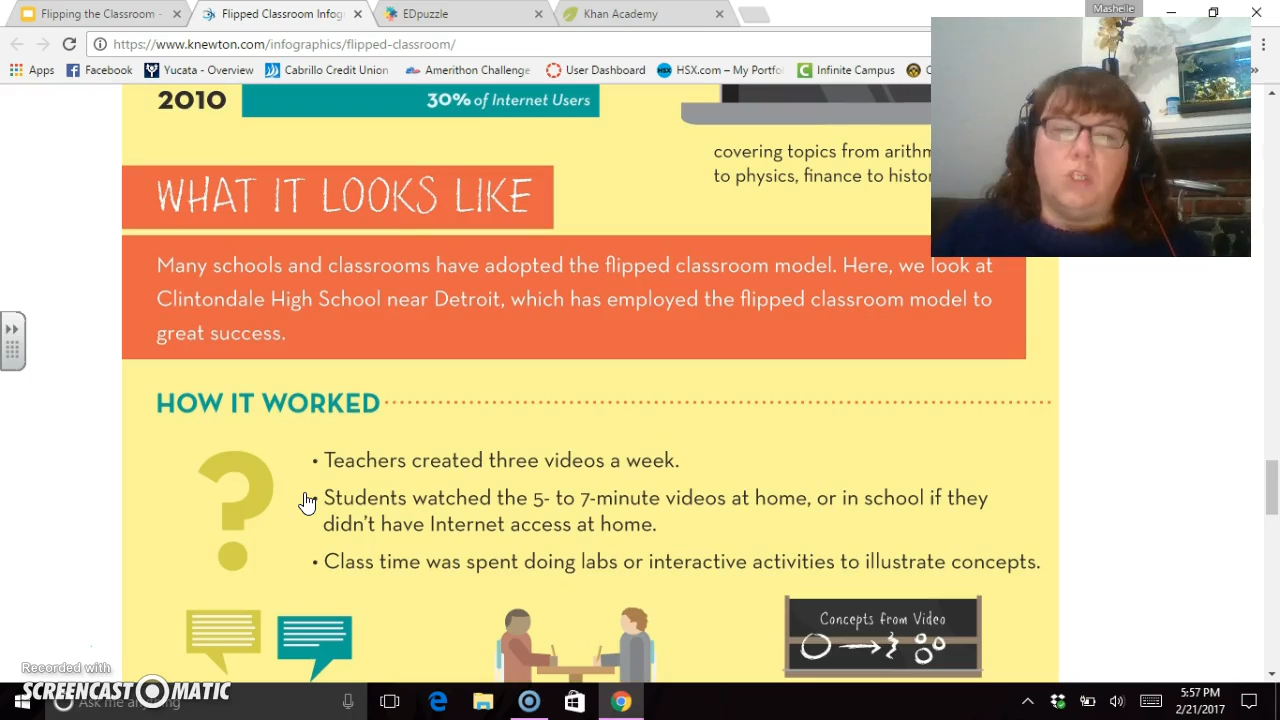 Mashelle
Flipping the Classroom -
Flipped Classroom Infog
EDpuzzle
Khan Academy
https://www.knewton.com/infographics/flipped-classroom/
Apps Facebook Yucata - Overview Cabrillo Credit Union Amerithon Challenge User Dashboard HSX.com – My Portfo Infinite Campus
2010 30% of Internet Users
covering topics from arithm
to physics, finance to histor
WHAT IT LOOKS LIKE
Many schools and classrooms have adopted the flipped classroom model. Here, we look at
Clintondale High School near Detroit, which has employed the flipped classroom model to
great success.
HOW IT WORKED
• Teachers created three videos a week.
• Students watched the 5- to 7-minute videos at home, or in school if they
didn't have Internet access at home.
• Class time was spent doing labs or interactive activities to illustrate concepts.
Concepts from Video
Recorded with
SCREENCAST MATIC
Ask me anything
5:57 PM
2/21/2017